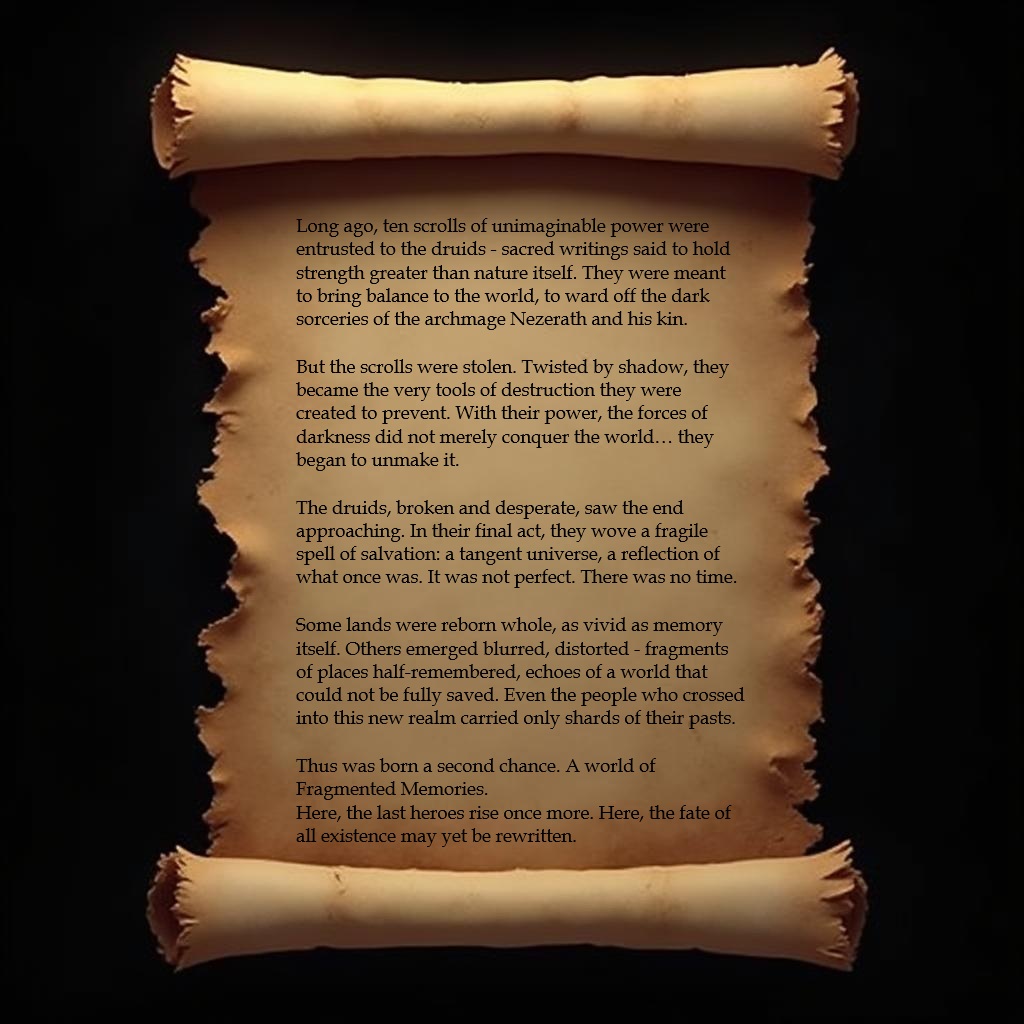 Long ago, ten scrolls of unimaginable power were
entrusted to the druids - sacred writings said to hold
strength greater than nature itself. They were meant
to bring balance to the world, to ward off the dark
sorceries of the archmage Nezerath and his kin.
But the scrolls were stolen. Twisted by shadow, they
became the very tools of destruction they were
created to prevent. With their power, the forces of
darkness did not merely conquer the world… they
began to unmake it.
The druids, broken and desperate, saw the end
approaching. In their final act, they wove a fragile
spell of salvation: a tangent universe, a reflection of
what once was. It was not perfect. There was no time.
Some lands were reborn whole, as vivid as memory
itself. Others emerged blurred, distorted - fragments
of places half-remembered, echoes of a world that
could not be fully saved. Even the people who crossed
into this new realm carried only shards of their pasts.
Thus was born a second chance. A world of
Fragmented Memories.
Here, the last heroes rise once more. Here, the fate of
all existence may yet be rewritten.